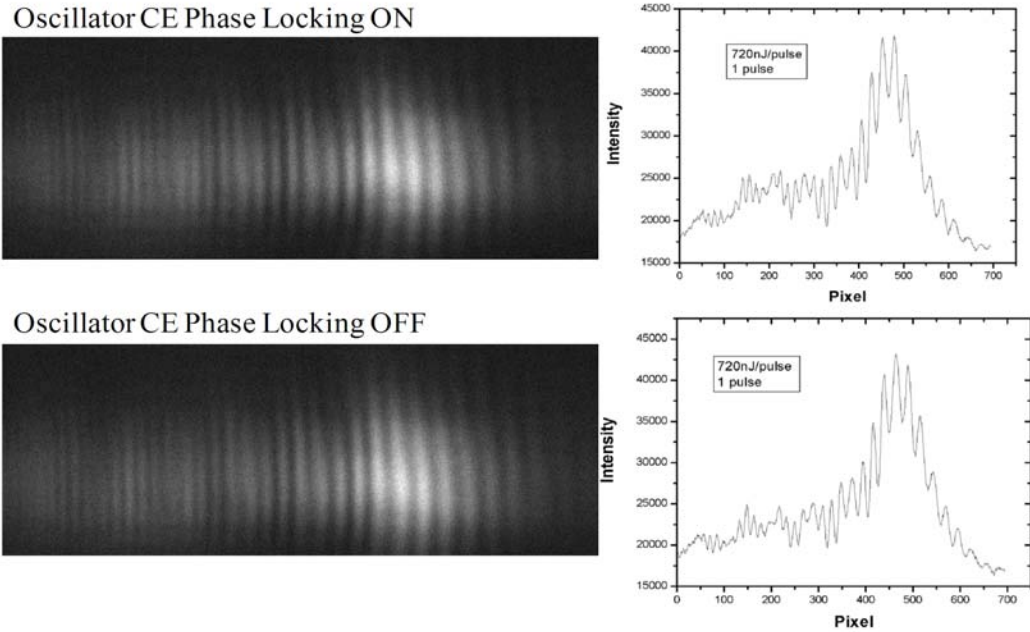 Oscillator CE Phase Locking ON
45000
40000
35000
30000
25000
20000
15000
Intensity
720nJ/pulse
1 pulse
0 100 200 300 400 500 600 700
Pixel
Oscillator CE Phase Locking OFF
45000
40000
35000
30000
25000
20000
15000
Intensity
720nJ/pulse
1 pulse
0 100 200 300 400 500 600 700
Pixel